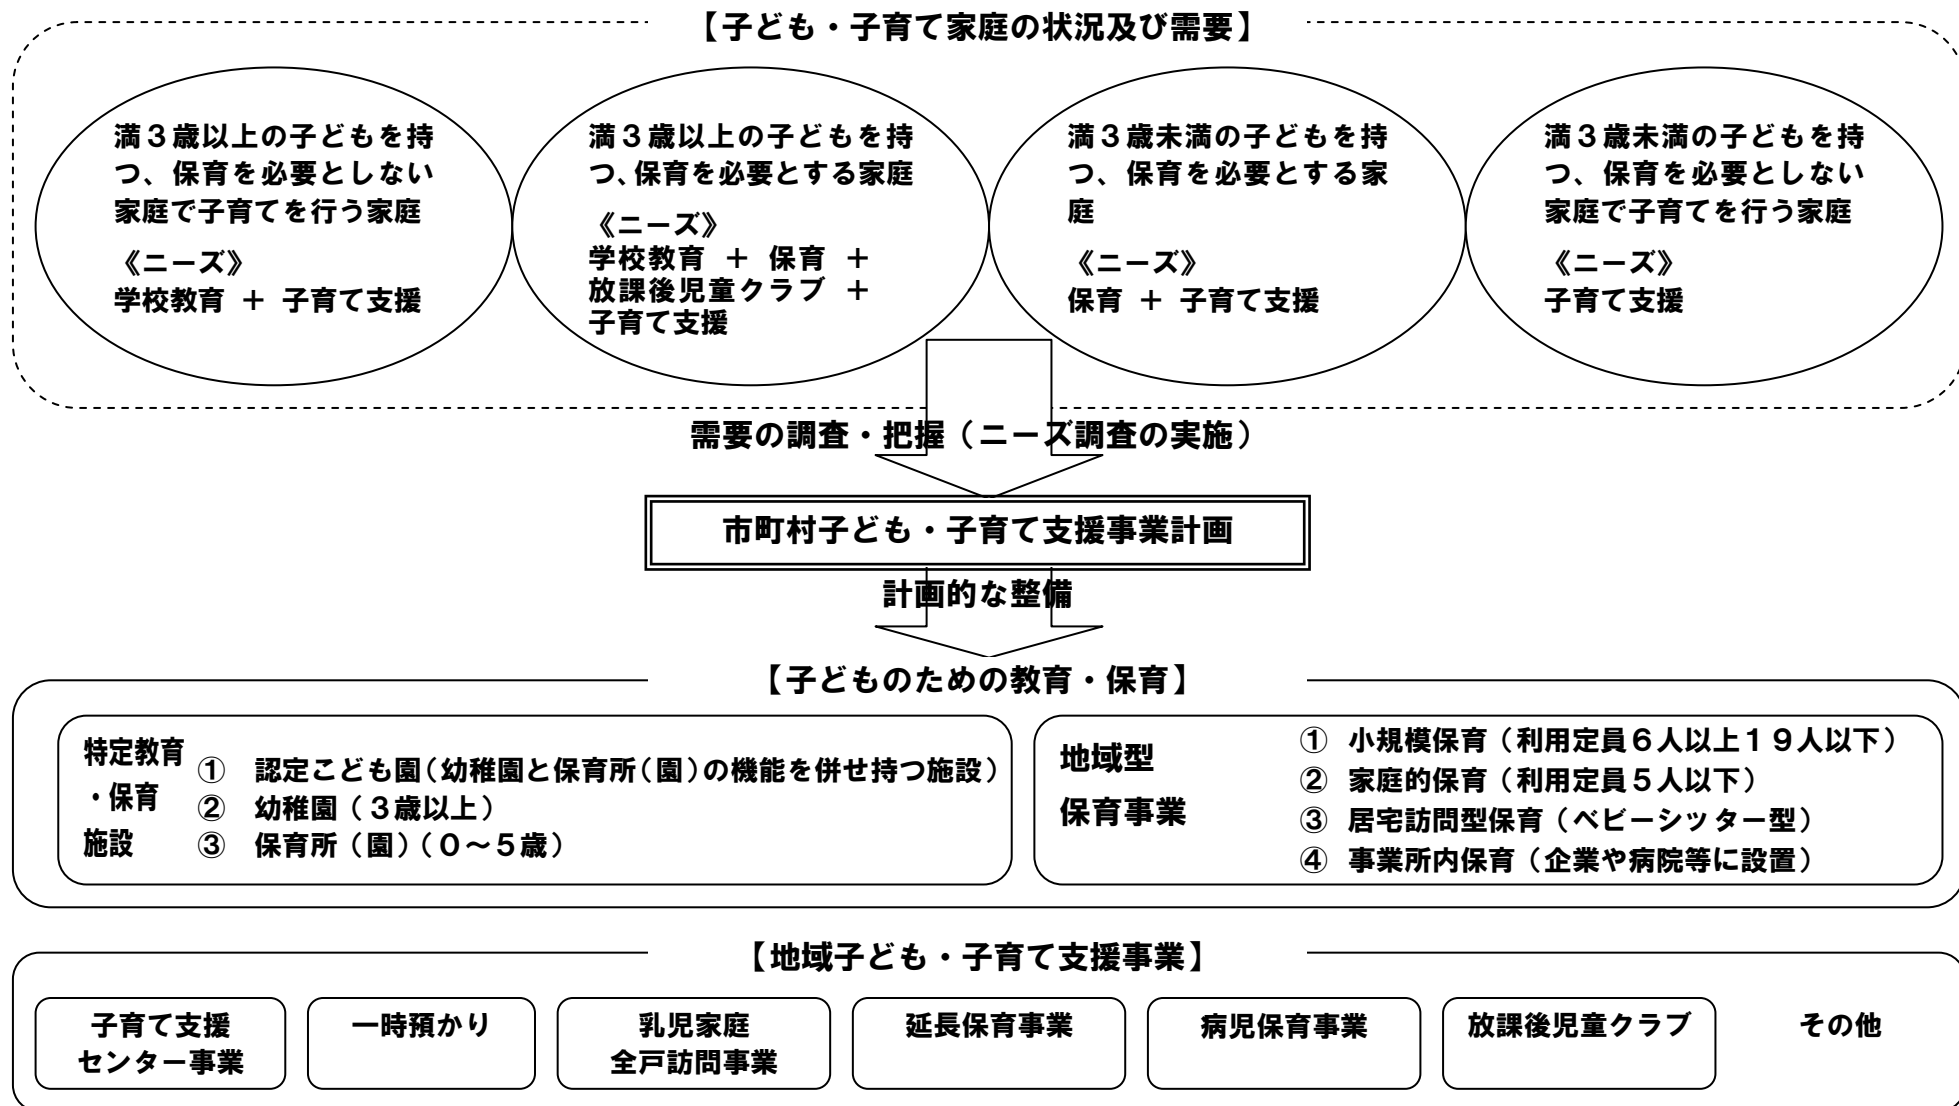 【子ども・子育て家庭の状況及び需要】
満３歳以上の子どもを持
つ、保育を必要としない
家庭で子育てを行う家庭
《ニーズ》
学校教育 ＋ 子育て支援
満３歳以上の子どもを持
つ、保育を必要とする家庭
《ニーズ》
学校教育 ＋ 保育 ＋
放課後児童クラブ ＋
子育て支援
満３歳未満の子どもを持
つ、保育を必要とする家
庭
《ニーズ》
保育 ＋ 子育て支援
満３歳未満の子どもを持
つ、保育を必要としない
家庭で子育てを行う家庭
《ニーズ》
子育て支援
需要の調査・把握（ニーズ調査の実施）
市町村子ども・子育て支援事業計画
計画的な整備
【子どものための教育・保育】
特定教育
・保育
施設
① 認定こども園（幼稚園と保育所（園）の機能を併せ持つ施設）
② 幼稚園（３歳以上）
③ 保育所（園）（０～５歳）
地域型
保育事業
① 小規模保育（利用定員６人以上１９人以下）
② 家庭的保育（利用定員５人以下）
③ 居宅訪問型保育（ベビーシッター型）
④ 事業所内保育（企業や病院等に設置）
【地域子ども・子育て支援事業】
子育て支援
センター事業
一時預かり
乳児家庭
全戸訪問事業
延長保育事業
病児保育事業
放課後児童クラブ
その他